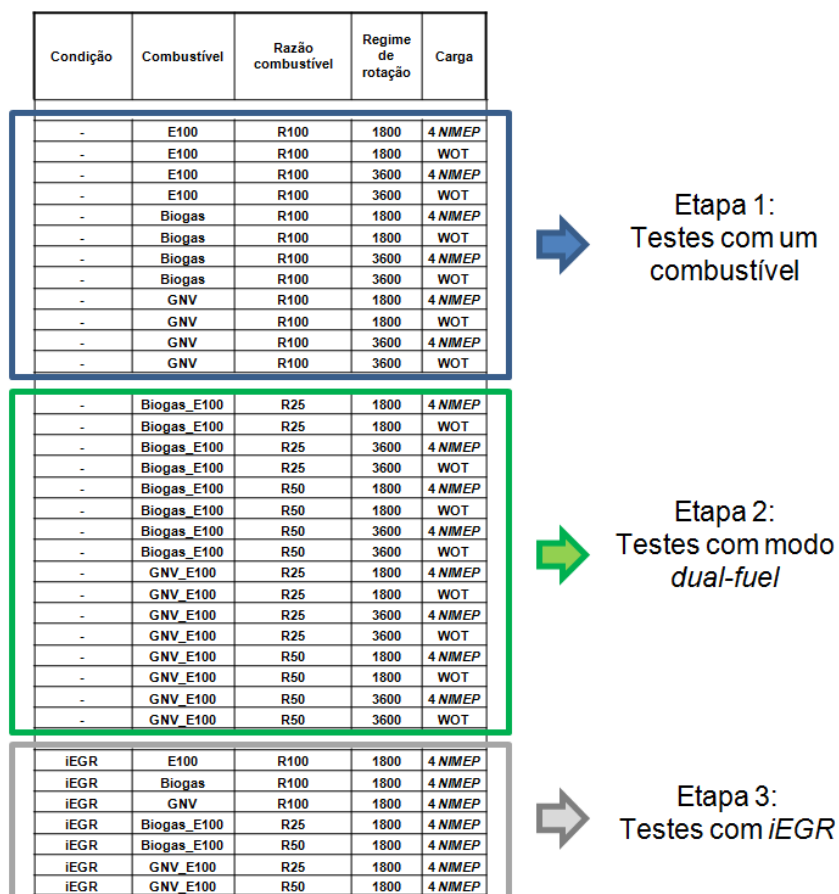 Condição Combustível Razão combustível Regime de rotação Carga
- E100 R100 1800 4 NIMEP
- E100 R100 1800 WOT
- E100 R100 3600 4 NIMEP
- E100 R100 3600 WOT
- Biogas R100 1800 4 NIMEP
- Biogas R100 1800 WOT
- Biogas R100 3600 4 NIMEP
- Biogas R100 3600 WOT
- GNV R100 1800 4 NIMEP
- GNV R100 1800 WOT
- GNV R100 3600 4 NIMEP
- GNV R100 3600 WOT
Etapa 1:
Testes com um
combustível
- Biogas_E100 R25 1800 4 NIMEP
- Biogas_E100 R25 1800 WOT
- Biogas_E100 R25 3600 4 NIMEP
- Biogas_E100 R25 3600 WOT
- Biogas_E100 R50 1800 4 NIMEP
- Biogas_E100 R50 1800 WOT
- Biogas_E100 R50 3600 4 NIMEP
- Biogas_E100 R50 3600 WOT
- GNV_E100 R25 1800 4 NIMEP
- GNV_E100 R25 1800 WOT
- GNV_E100 R25 3600 4 NIMEP
- GNV_E100 R25 3600 WOT
- GNV_E100 R50 1800 4 NIMEP
- GNV_E100 R50 1800 WOT
- GNV_E100 R50 3600 4 NIMEP
- GNV_E100 R50 3600 WOT
Etapa 2:
Testes com modo
dual-fuel
iEGR E100 R100 1800 4 NIMEP
iEGR Biogas R100 1800 4 NIMEP
iEGR GNV R100 1800 4 NIMEP
iEGR Biogas_E100 R25 1800 4 NIMEP
iEGR Biogas_E100 R50 1800 4 NIMEP
iEGR GNV_E100 R25 1800 4 NIMEP
iEGR GNV_E100 R50 1800 4 NIMEP
Etapa 3:
Testes com iEGR